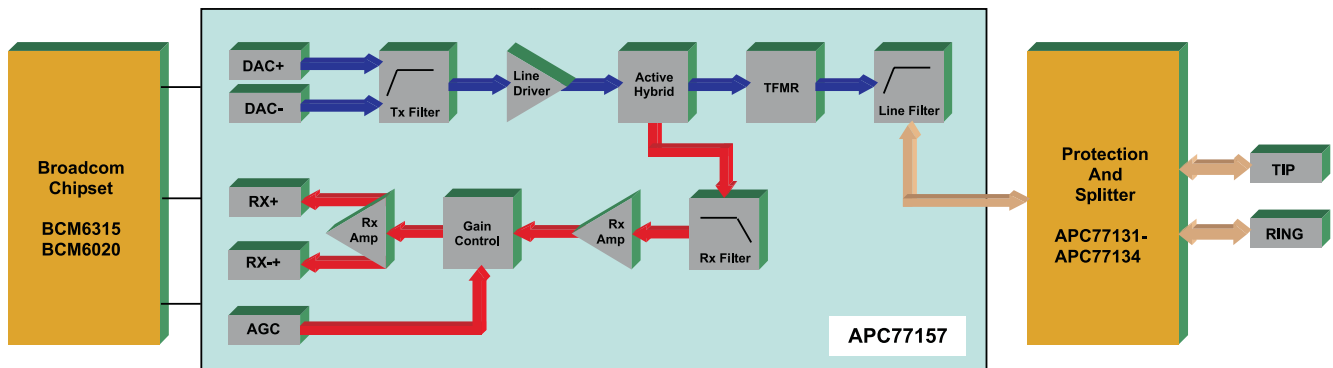 Broadcom
Chipset
BCM6315
BCM6020
DAC+
DAC-
Tx Filter
Line
Driver
Active
Hybrid
TFMR
Line Filter
RX+
RX-+
AGC
Rx
Amp
Gain
Control
Rx
Amp
Rx Filter
APC77157
Protection
And
Splitter
APC77131-
APC77134
TIP
RING